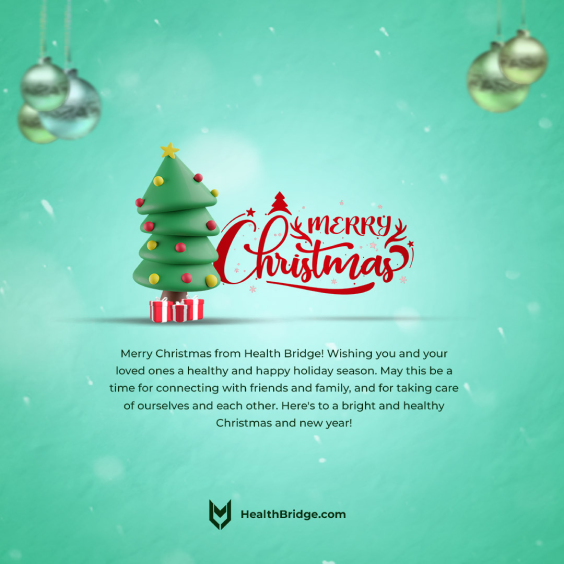 MERRY
Christmas
Merry Christmas from Health Bridge! Wishing you and your
loved ones a healthy and happy holiday season. May this be a
time for connecting with friends and family, and for taking care
of ourselves and each other. Here's to a bright and healthy
Christmas and new year!
HealthBridge.com